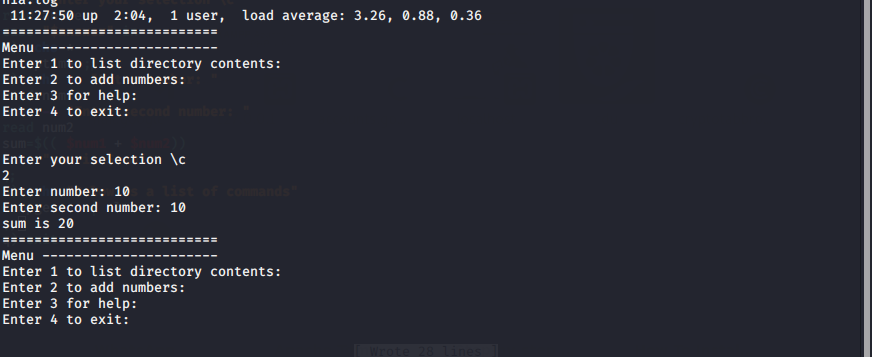 nia.log
11:27:50 up  2:04,  1 user,  load average: 3.26, 0.88, 0.36
===========================
Menu ----------------------
Enter 1 to list directory contents:
Enter 2 to add numbers:
Enter 3 for help:
Enter 4 to exit:
Enter your selection \c
2
Enter number: 10
Enter second number: 10
sum is 20
===========================
Menu ----------------------
Enter 1 to list directory contents:
Enter 2 to add numbers:
Enter 3 for help:
Enter 4 to exit: